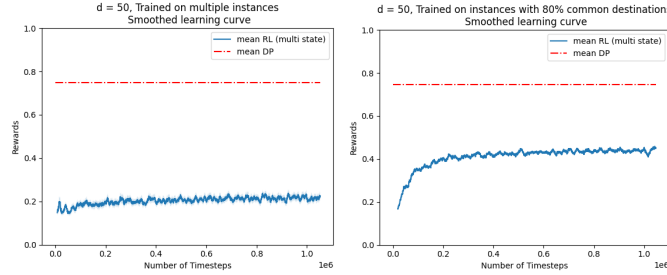 d = 50, Trained on multiple instances
Smoothed learning curve
mean RL (multi state)
mean DP
1.0
0.8
0.6
0.4
0.2
0.0
Rewards
0.0
0.2
0.4
0.6
0.8
1.0
1e6
Number of Timesteps
d = 50, Trained on instances with 80% common destination
Smoothed learning curve
mean RL (multi state)
mean DP
1.0
0.8
0.6
0.4
0.2
0.0
Rewards
0.0
0.2
0.4
0.6
0.8
1.0
1e6
Number of Timesteps